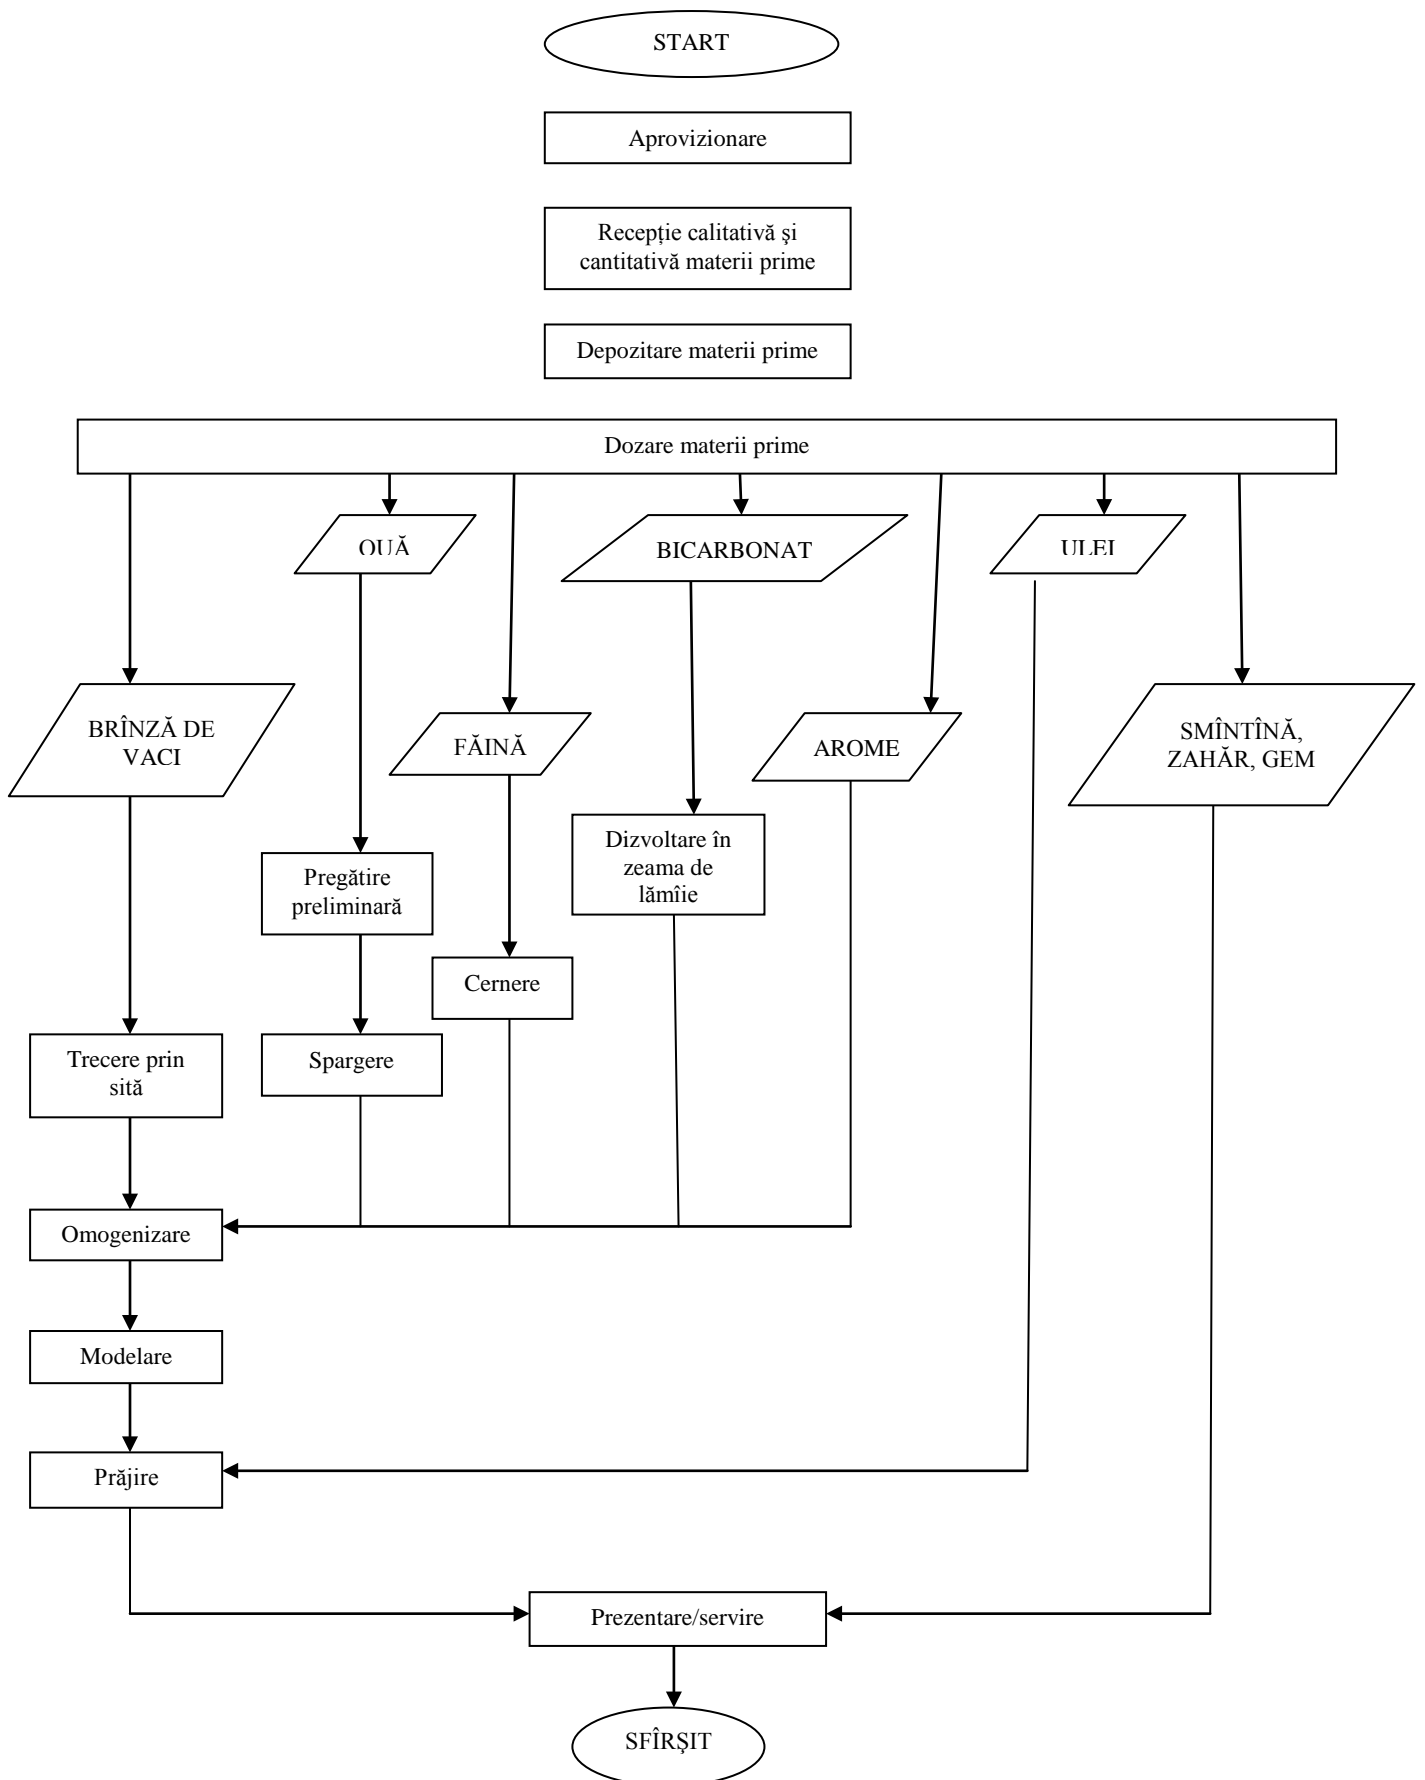 START
Aprovizionare
Recepție calitativă şi
cantitativă materii prime
Depozitare materii prime
Dozare materii prime
OUĂ
BICARBONAT
ULEI
BRÎNZĂ DE
VACI
FĂINĂ
AROME
SMÎNTÎNĂ,
ZAHĂR, GEM
Dizvoltare în
zeama de
lămîie
Pregătire
preliminară
Cernere
Trecere prin
sită
Spargere
Omogenizare
Modelare
Prăjire
Prezentare/servire
SFÎRŞIT